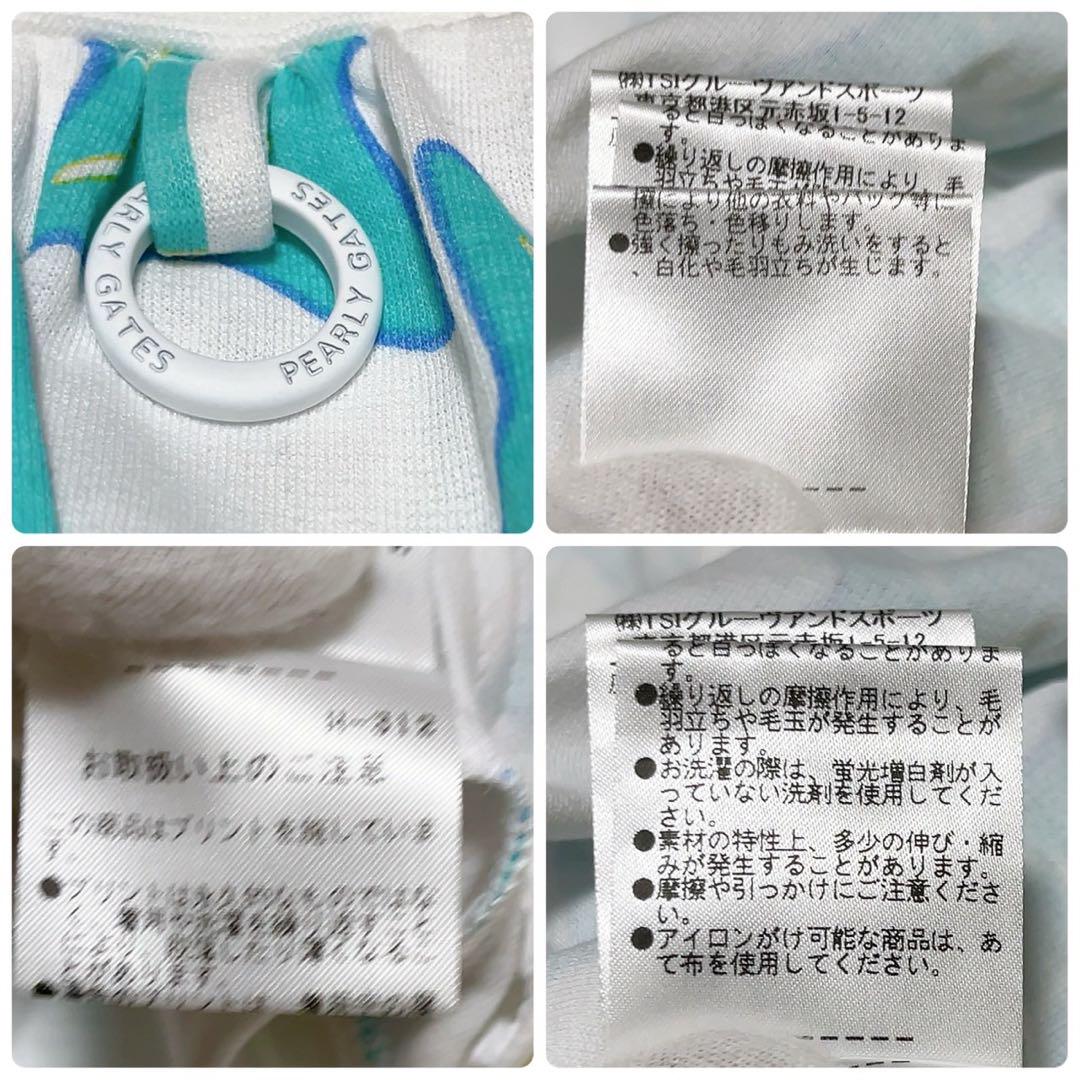 PEARLY GATES
PEARLY GATES
㈱TSIグルーヴアンドスポーツ
東京都港区元赤坂1-5-12
ると白っぽくなることがありま
す。
●繰り返しの摩擦作用により、毛
羽立ちや毛玉が
擦により他の衣料やバッグ等に
色落ち・色移りします。
●強く擦ったりもみ洗いをすると
、白化や毛羽立ちが生じます。
H-312
お取扱い上のご注意
この商品はプリントを施していま
す
㈱TSIグルーヴアンドスポーツ
東京都港区元赤坂1-5-12
ると白っぽくなることがありま
す。
●繰り返しの摩擦作用により、毛
羽立ちや毛玉が発生することが
あります。
●お洗濯の際は、蛍光増白剤が入
っていない洗剤を使用してくだ
さい。
●素材の特性上、多少の伸び・縮
みが発生することがあります。
●摩擦や引っかけにご注意くださ
い。
●アイロンがけ可能な商品は、あ
て布を使用してください。